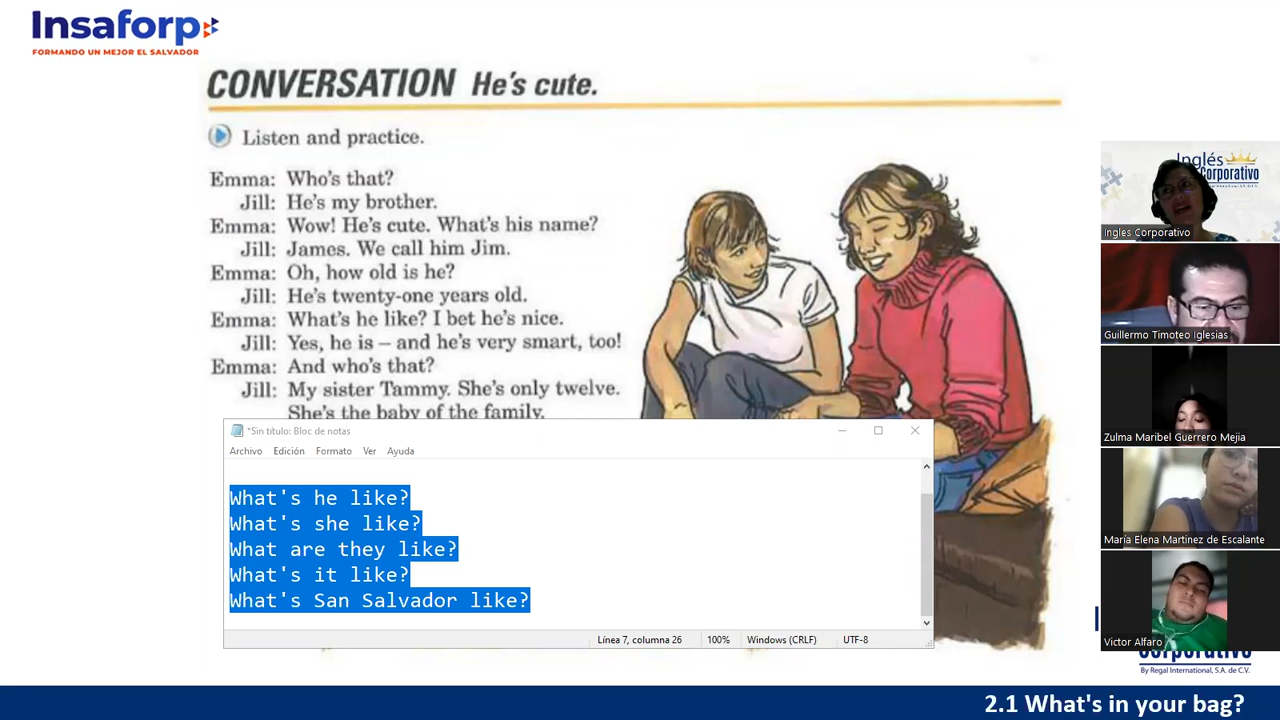 Insaforp
FORMANDO UN MEJOR EL SALVADOR
CONVERSATION He's cute.
Listen and practice.
Emma: Who's that?
Jill: He's my brother.
Emma: Wow! He's cute. What's his name?
Jill: James. We call him Jim.
Emma: Oh, how old is he?
Jill: He's twenty-one years old.
Emma: What's he like? I bet he's nice.
Jill: Yes, he is – and he's very smart, too!
Emma: And who's that?
Jill: My sister Tammy. She's only twelve.
She's the baby of the family.
*Sin título: Bloc de notas
Archivo Edición Formato Ver Ayuda
What's he like?
What's she like?
What are they like?
What's it like?
What's San Salvador like?
Línea 7, columna 26 100% Windows (CRLF) UTF-8
Inglés
Corporativo
Ingles Corporativo
Guillermo Timoteo Iglesias
Zulma Maribel Guerrero Mejia
María Elena Martinez de Escalante
Victor Alfaro
Corporativo
By Regal International, S.A. de C.V.
2.1 What's in your bag?